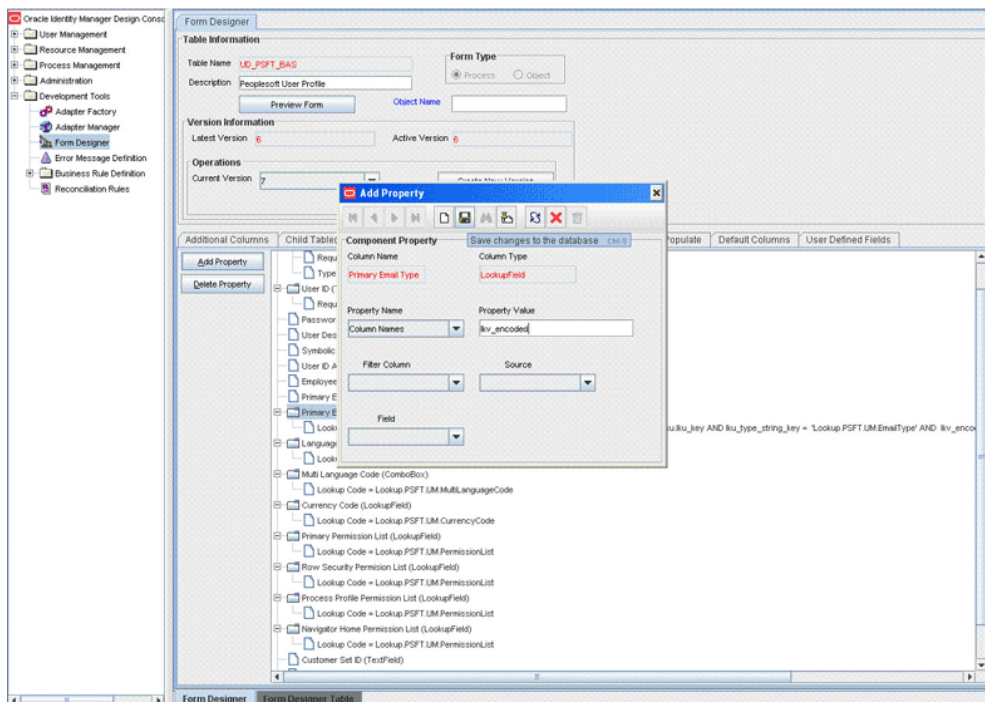 Oracle Identity Manager Design Consc
User Management
Resource Management
Process Management
Administration
Development Tools
Adapter Factory
Adapter Manager
Form Designer
Error Message Definition
Business Rule Definition
Reconciliation Rules
Form Designer
Table Information
Table Name UD_PSFT_BAS
Description Peoplesoft User Profile
Preview Form
Form Type
Process Object
Object Name
Version Information
Latest Version 6
Active Version 6
Operations
Current Version 7
Create New Version
Additional Columns
Child Tables
Populate
Default Columns
User Defined Fields
Add Property
Delete Property
Requ
Type
User ID (T
Requ
Passwor
User Des
Symbolic
User ID A
Employee
Primary E
Primary E
Looku
u.lku_key AND lku_type_string_key = 'Lookup.PSFT.UM.EmailType' AND lkv_enco
Language
Looku
Multi Language Code (ComboBox)
Lookup Code = Lookup.PSFT.UM.MultiLanguageCode
Currency Code (LookupField)
Lookup Code = Lookup.PSFT.UM.CurrencyCode
Primary Permission List (LookupField)
Lookup Code = Lookup.PSFT.UM.PermissionList
Row Security Permision List (LookupField)
Lookup Code = Lookup.PSFT.UM.PermissionList
Process Profile Permission List (LookupField)
Lookup Code = Lookup.PSFT.UM.PermissionList
Navigator Home Permission List (LookupField)
Lookup Code = Lookup.PSFT.UM.PermissionList
Customer Set ID (TextField)
Add Property
Component Property
Save changes to the database Ctrl-S
Column Name
Column Type
Primary Email Type
LookupField
Property Name
Property Value
Column Names
lkv_encoded
Filter Column
Source
Field
Form Designer
Form Designer Table